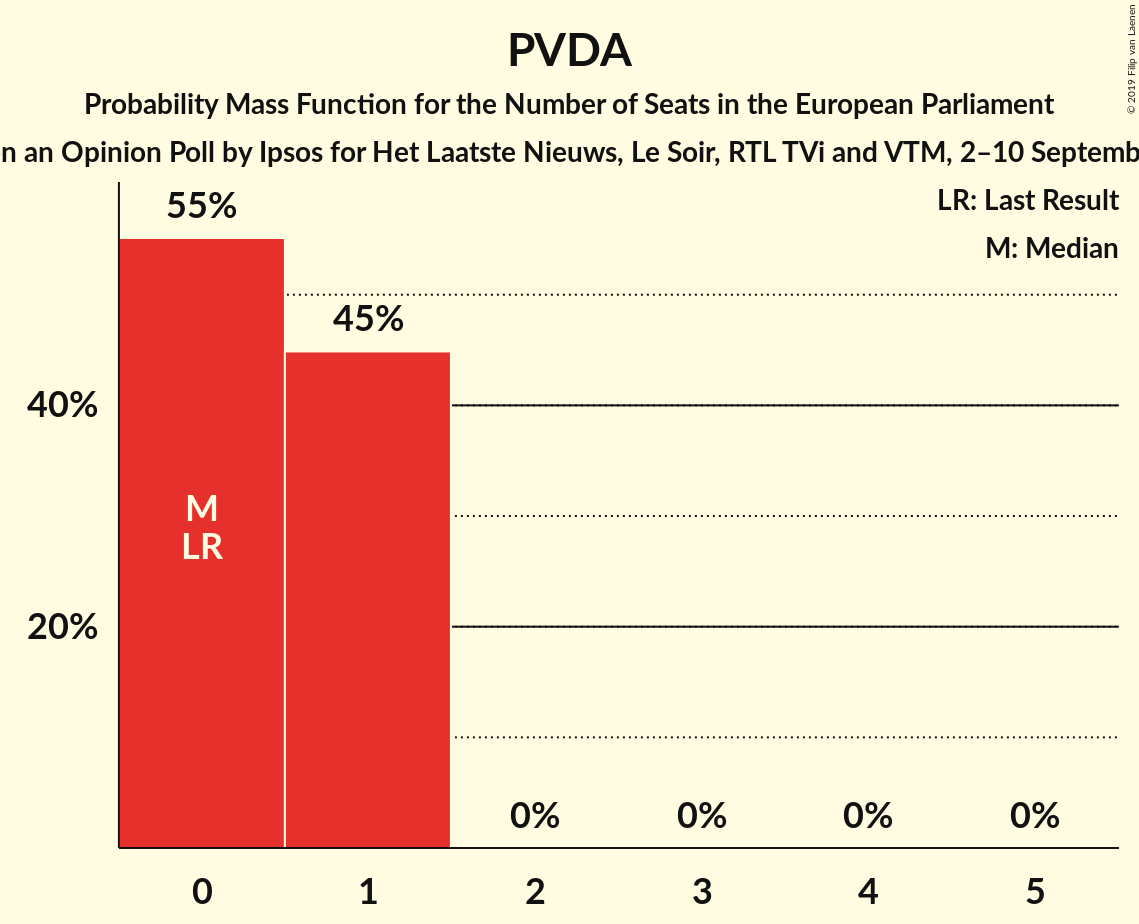 PVDA
Probability Mass Function for the Number of Seats in the European Parliament
n an Opinion Poll by Ipsos for Het Laatste Nieuws, Le Soir, RTL TVi and VTM, 2–10 Septemb
© 2019 Filip van Laenen
LR: Last Result
M: Median
55%
45%
40%
M
LR
20%
0% 0% 0% 0%
0 1 2 3 4 5